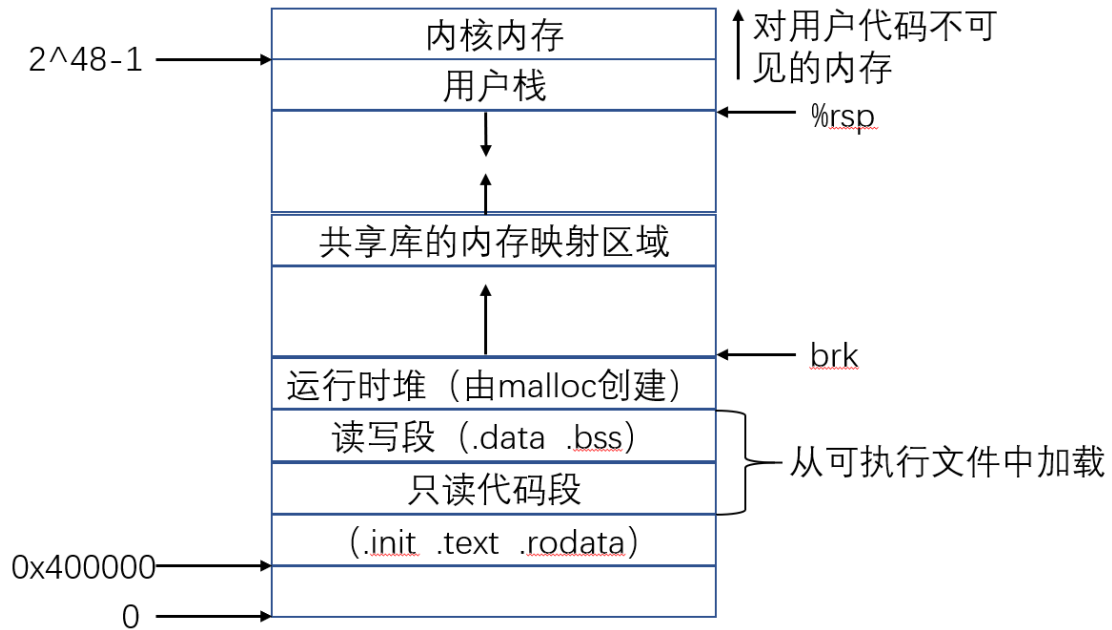 内核内存
对用户代码不可
见的内存
2^48-1
用户栈
%rsp
共享库的内存映射区域
brk
运行时堆（由malloc创建）
读写段（.data .bss）
从可执行文件中加载
只读代码段
（.init .text .rodata）
0x400000
0